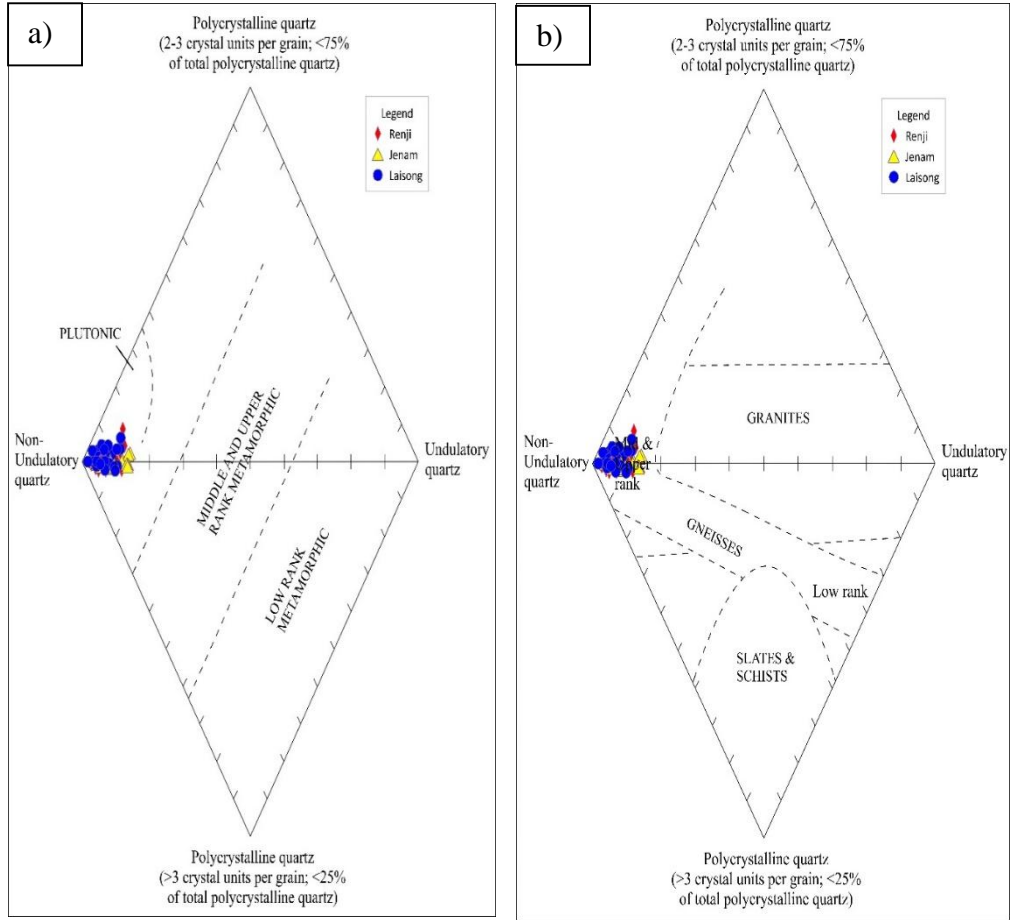 a)
Polycrystalline quartz
(2-3 crystal units per grain; <75%
of total polycrystalline quartz)
Legend
Renji
Jenam
Laisong
PLUTONIC
Non-
Undulatory
quartz
MIDDLE AND UPPER
RANK METAMORPHIC
Undulatory
quartz
LOW RANK
METAMORPHIC
Polycrystalline quartz
(>3 crystal units per grain; <25%
of total polycrystalline quartz)
b)
Polycrystalline quartz
(2-3 crystal units per grain; <75%
of total polycrystalline quartz)
Legend
Renji
Jenam
Laisong
GRANITES
Non-
Undulatory
quartz
Mid &
upper
rank
Undulatory
quartz
GNEISSES
Low rank
SLATES &
SCHISTS
Polycrystalline quartz
(>3 crystal units per grain; <25%
of total polycrystalline quartz)